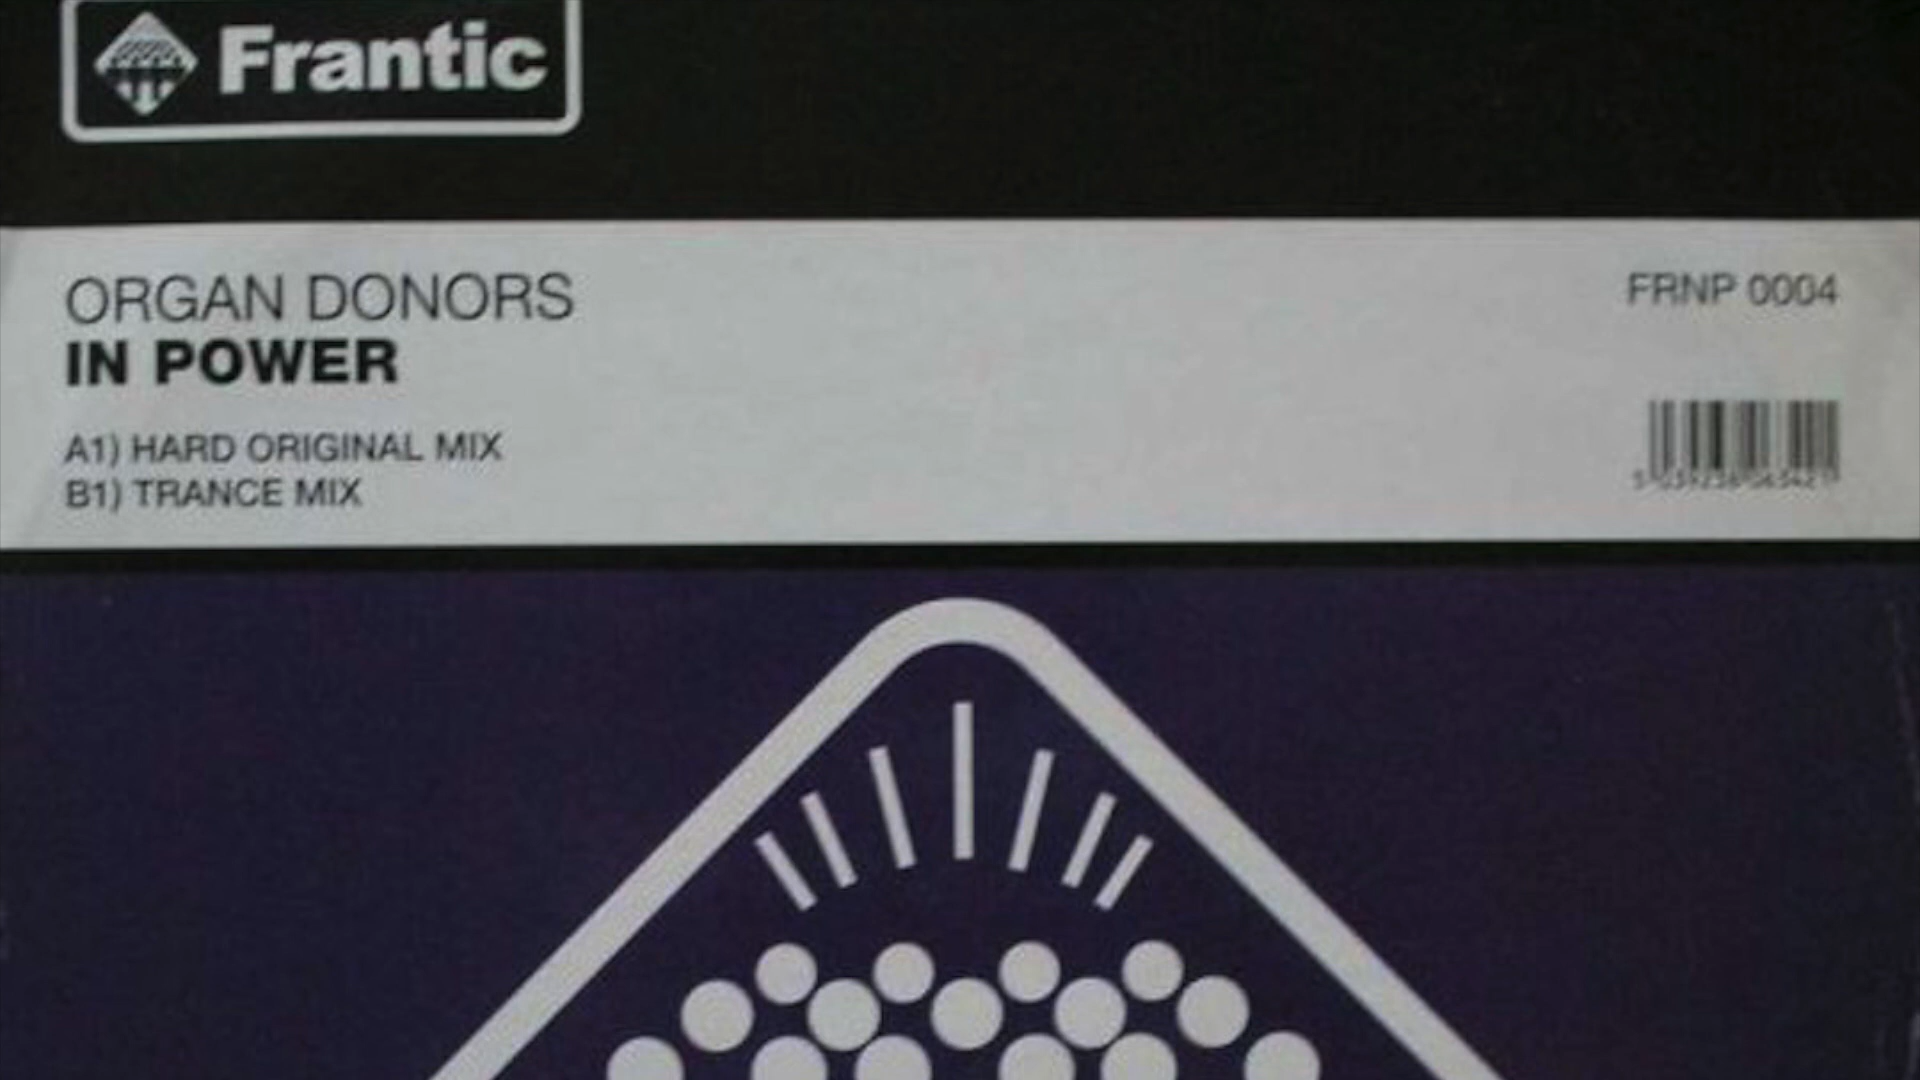 Frantic
ORGAN DONORS
IN POWER
A1) HARD ORIGINAL MIX
B1) TRANCE MIX
FRNP 0004